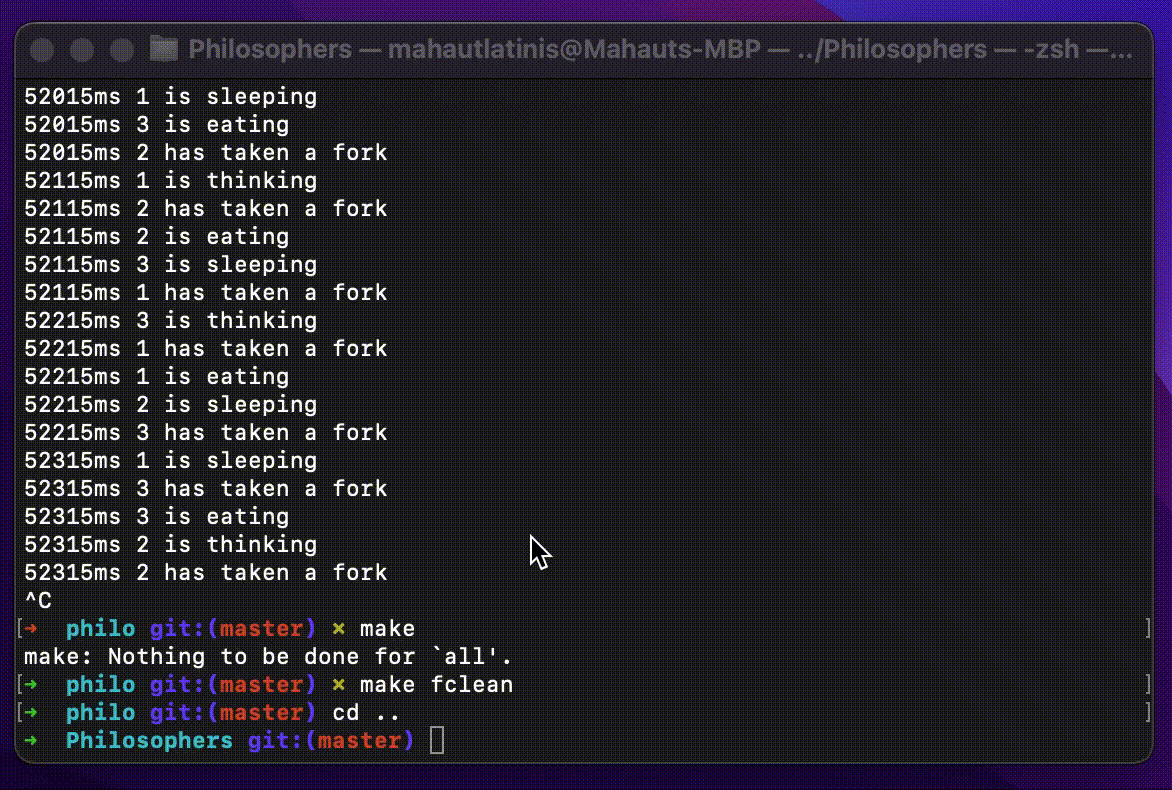 Philosophers — mahautlatinis@Mahauts-MBP — ../Philosophers — -zsh —...
52015ms 1 is sleeping
52015ms 3 is eating
52015ms 2 has taken a fork
52115ms 1 is thinking
52115ms 2 has taken a fork
52115ms 2 is eating
52115ms 3 is sleeping
52115ms 1 has taken a fork
52215ms 3 is thinking
52215ms 1 has taken a fork
52215ms 1 is eating
52215ms 2 is sleeping
52215ms 3 has taken a fork
52315ms 1 is sleeping
52315ms 3 has taken a fork
52315ms 3 is eating
52315ms 2 is thinking
52315ms 2 has taken a fork
^C
[➜  philo git:(master) ✗ make ]
make: Nothing to be done for `all'.
[➜  philo git:(master) ✗ make fclean ]
[➜  philo git:(master) cd .. ]
➜  Philosophers git:(master)